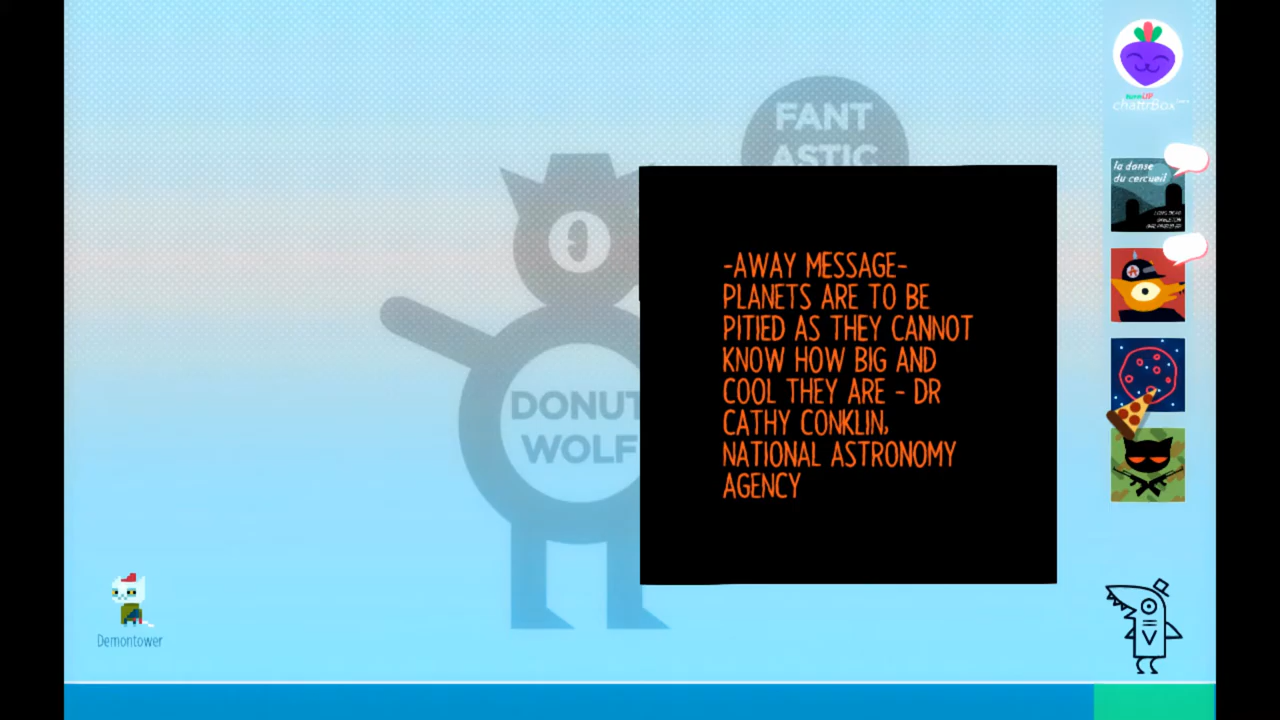 FANT
ASTIC
DONUT
WOLF
-AWAY MESSAGE-
PLANETS ARE TO BE
PITIED AS THEY CANNOT
KNOW HOW BIG AND
COOL THEY ARE - DR
CATHY CONKLIN,
NATIONAL ASTRONOMY
AGENCY
chattrBox
la danse
du cercueil
Demontower